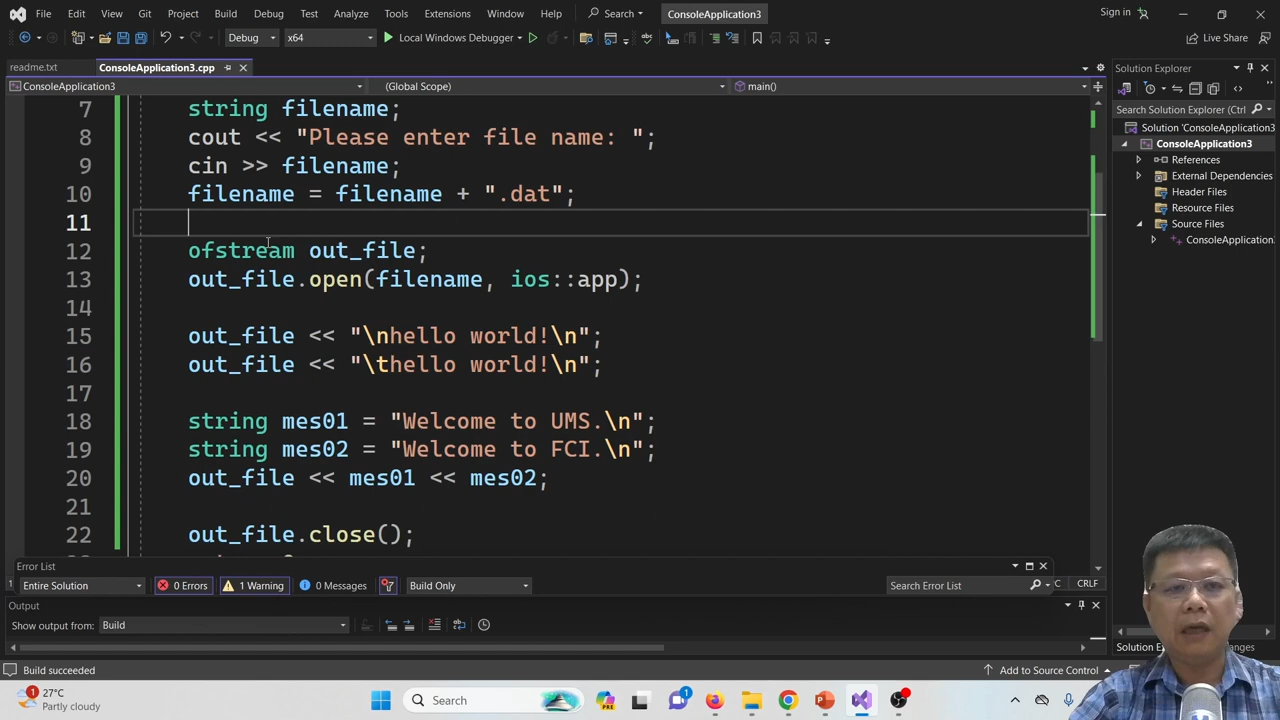 File Edit View Git Project Build Debug Test Analyze Tools Extensions Window Help Search ConsoleApplication3 Sign in
Debug x64 Local Windows Debugger Live Share
readme.txt ConsoleApplication3.cpp Solution Explorer
ConsoleApplication3 (Global Scope) main()
Search Solution Explorer (Ctrl
Solution 'ConsoleApplication3
ConsoleApplication3
References
External Dependencies
Header Files
Resource Files
Source Files
ConsoleApplication.
7 string filename;
8 cout << "Please enter file name: ";
9 cin >> filename;
10 filename = filename + ".dat";
11
12 ofstream out_file;
13 out_file.open(filename, ios::app);
14
15 out_file << "\nhello world!\n";
16 out_file << "\thello world!\n";
17
18 string mes01 = "Welcome to UMS.\n";
19 string mes02 = "Welcome to FCI.\n";
20 out_file << mes01 << mes02;
21
22 out_file.close();
Error List
Entire Solution 0 Errors 1 Warning 0 Messages Build Only Search Error List CRLF
Output
Show output from: Build
Build succeeded Add to Source Control
1 27°C
Partly cloudy
Search PRE 1